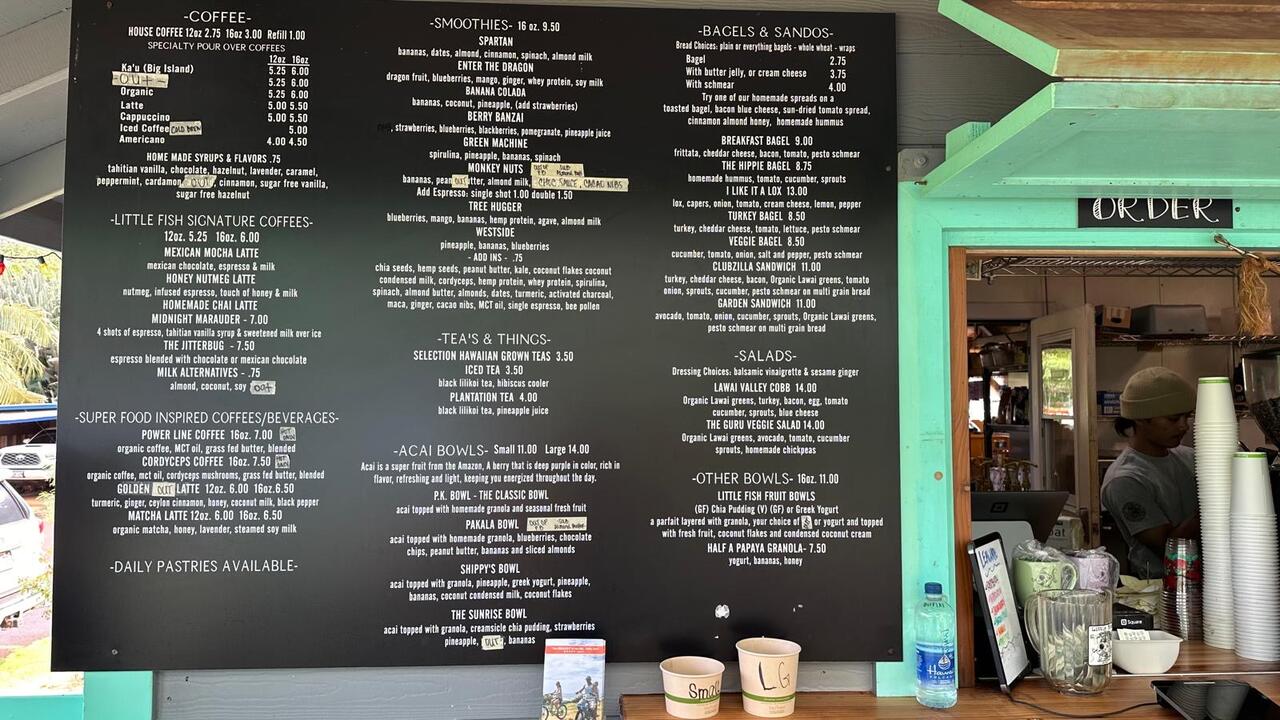 -COFFEE-
HOUSE COFFEE 12oz 2.75 16oz 3.00 Refill 1.00
SPECIALTY POUR OVER COFFEES
12oz 16oz
Ka'u (Big Island) 5.25 6.00
-OUT- 5.25 6.00
Organic 5.25 6.00
Latte 5.00 5.50
Cappuccino 5.00 5.50
Iced Coffee COLD BREW 5.00
Americano 4.00 4.50
HOME MADE SYRUPS & FLAVORS .75
tahitian vanilla, chocolate, hazelnut, lavender, caramel,
peppermint, cardamon, OUT, cinnamon, sugar free vanilla,
sugar free hazelnut
-LITTLE FISH SIGNATURE COFFEES-
12oz. 5.25 16oz. 6.00
MEXICAN MOCHA LATTE
mexican chocolate, espresso & milk
HONEY NUTMEG LATTE
nutmeg, infused espresso, touch of honey & milk
HOMEMADE CHAI LATTE
MIDNIGHT MARAUDER - 7.00
4 shots of espresso, tahitian vanilla syrup & sweetened milk over ice
THE JITTERBUG - 7.50
espresso blended with chocolate or mexican chocolate
MILK ALTERNATIVES - .75
almond, coconut, soy oat
-SUPER FOOD INSPIRED COFFEES/BEVERAGES-
POWER LINE COFFEE 16oz. 7.00
organic coffee, MCT oil, grass fed butter, blended
CORDYCEPS COFFEE 16oz. 7.50
organic coffee, mct oil, cordyceps mushrooms, grass fed butter, blended
GOLDEN OUT LATTE 12oz. 6.00 16oz.6.50
turmeric, ginger, ceylon cinnamon, honey, coconut milk, black pepper
MATCHA LATTE 12oz. 6.00 16oz. 6.50
organic matcha, honey, lavender, steamed soy milk
-DAILY PASTRIES AVAILABLE-
-SMOOTHIES- 16 oz. 9.50
SPARTAN
bananas, dates, almond, cinnamon, spinach, almond milk
ENTER THE DRAGON
dragon fruit, blueberries, mango, ginger, whey protein, soy milk
BANANA COLADA
bananas, coconut, pineapple, (add strawberries)
BERRY BANZAI
, strawberries, blueberries, blackberries, pomegranate, pineapple juice
GREEN MACHINE
spirulina, pineapple, bananas, spinach
MONKEY NUTS OUT OF PB SUB Almond Butt
bananas, pean OUT utter, almond milk, CHOC SAUCE, CACAO NIBS
Add Espresso- single shot 1.00 double 1.50
TREE HUGGER
blueberries, mango, bananas, hemp protein, agave, almond milk
WESTSIDE
pineapple, bananas, blueberries
- ADD INS - .75
chia seeds, hemp seeds, peanut butter, kale, coconut flakes coconut
condensed milk, cordyceps, hemp protein, whey protein, spirulina,
spinach, almond butter, almonds, dates, turmeric, activated charcoal,
maca, ginger, cacao nibs, MCT oil, single espresso, bee pollen
-TEA'S & THINGS-
SELECTION HAWAIIAN GROWN TEAS 3.50
ICED TEA 3.50
black lilikoi tea, hibiscus cooler
PLANTATION TEA 4.00
black lilikoi tea, pineapple juice
-ACAI BOWLS- Small 11.00 Large 14.00
Acai is a super fruit from the Amazon, A berry that is deep purple in color, rich in
flavor, refreshing and light, keeping you energized throughout the day.
P.K. BOWL - THE CLASSIC BOWL
acai topped with homemade granola and seasonal fresh fruit
PAKALA BOWL OUT OF PB SUB Almond Butter
acai topped with homemade granola, blueberries, chocolate
chips, peanut butter, bananas and sliced almonds
SHIPPY'S BOWL
acai topped with granola, pineapple, greek yogurt, pineapple,
bananas, coconut condensed milk, coconut flakes
THE SUNRISE BOWL
acai topped with granola, creamsicle chia pudding, strawberries
pineapple, OUT, bananas
-BAGELS & SANDOS-
Bread Choices: plain or everything bagels - whole wheat - wraps
Bagel 2.75
With butter jelly, or cream cheese 3.75
With schmear 4.00
Try one of our homemade spreads on a
toasted bagel, bacon blue cheese, sun-dried tomato spread,
cinnamon almond honey, homemade hummus
BREAKFAST BAGEL 9.00
frittata, cheddar cheese, bacon, tomato, pesto schmear
THE HIPPIE BAGEL 8.75
homemade hummus, tomato, cucumber, sprouts
I LIKE IT A LOX 13.00
lox, capers, onion, tomato, cream cheese, lemon, pepper
TURKEY BAGEL 8.50
turkey, cheddar cheese, tomato, lettuce, pesto schmear
VEGGIE BAGEL 8.50
cucumber, tomato, onion, salt and pepper, pesto schmear
CLUBZILLA SANDWICH 11.00
turkey, cheddar cheese, bacon, Organic Lawai greens, tomato
onion, sprouts, cucumber, pesto schmear on multi grain bread
GARDEN SANDWICH 11.00
avocado, tomato, onion, cucumber, sprouts, Organic Lawai Greens,
pesto schmear on multi grain bread
-SALADS-
Dressing Choices: balsamic vinaigrette & sesame ginger
LAWAI VALLEY COBB 14.00
Organic Lawai greens, turkey, bacon, egg, tomato
cucumber, sprouts, blue cheese
THE GURU VEGGIE SALAD 14.00
Organic Lawai greens, avocado, tomato, cucumber
sprouts, homemade chickpeas
-OTHER BOWLS- 16oz. 11.00
LITTLE FISH FRUIT BOWLS
(GF) Chia Pudding (V) (GF) or Greek Yogurt
a parfait layered with granola, your choice of or yogurt and topped
with fresh fruit, coconut flakes and condensed coconut cream
HALF A PAPAYA GRANOLA- 7.50
yogurt, bananas, honey
ORDER
Small
LG
Square